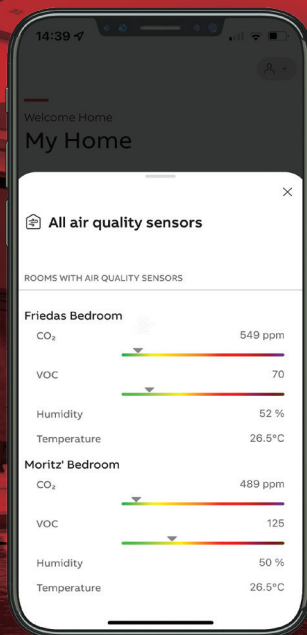 14:39
Welcome Home
My Home
All air quality sensors
ROOMS WITH AIR QUALITY SENSORS
Friedas Bedroom
CO₂ 549 ppm
VOC 70
Humidity 52 %
Temperature 26.5°C
Moritz' Bedroom
CO₂ 489 ppm
VOC 125
Humidity 50 %
Temperature 26.5°C